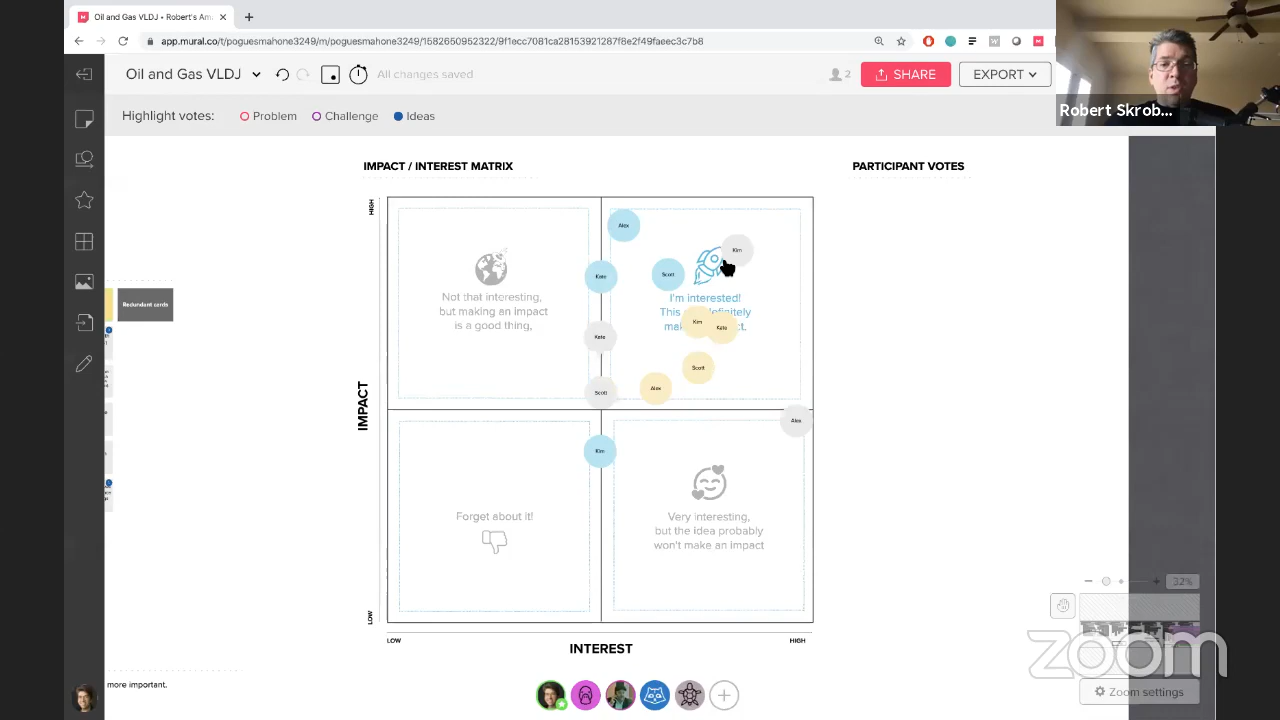 Oil and Gas VLDJ • Robert's Am
app.mural.co/t/poguesmahone3249/m/poguesmahone3249/1582650952322/9f1ecc7081ca28153921287f8e2f49faeec3c7b8
Oil and Gas VLDJ
All changes saved
2
SHARE
EXPORT
Robert Skrob...
Highlight votes:
Problem
Challenge
Ideas
IMPACT / INTEREST MATRIX
PARTICIPANT VOTES
HIGH
Alex
Kim
Kate
Scott
Not that interesting,
but making an impact
is a good thing,
I'm interested!
Kim
Kate
Kate
Scott
Alex
Scott
Redundant cards
IMPACT
Alex
Kim
Forget about it!
Very interesting,
but the idea probably
won't make an impact
LOW
LOW
HIGH
INTEREST
more important.
32%
zoom
Zoom settings